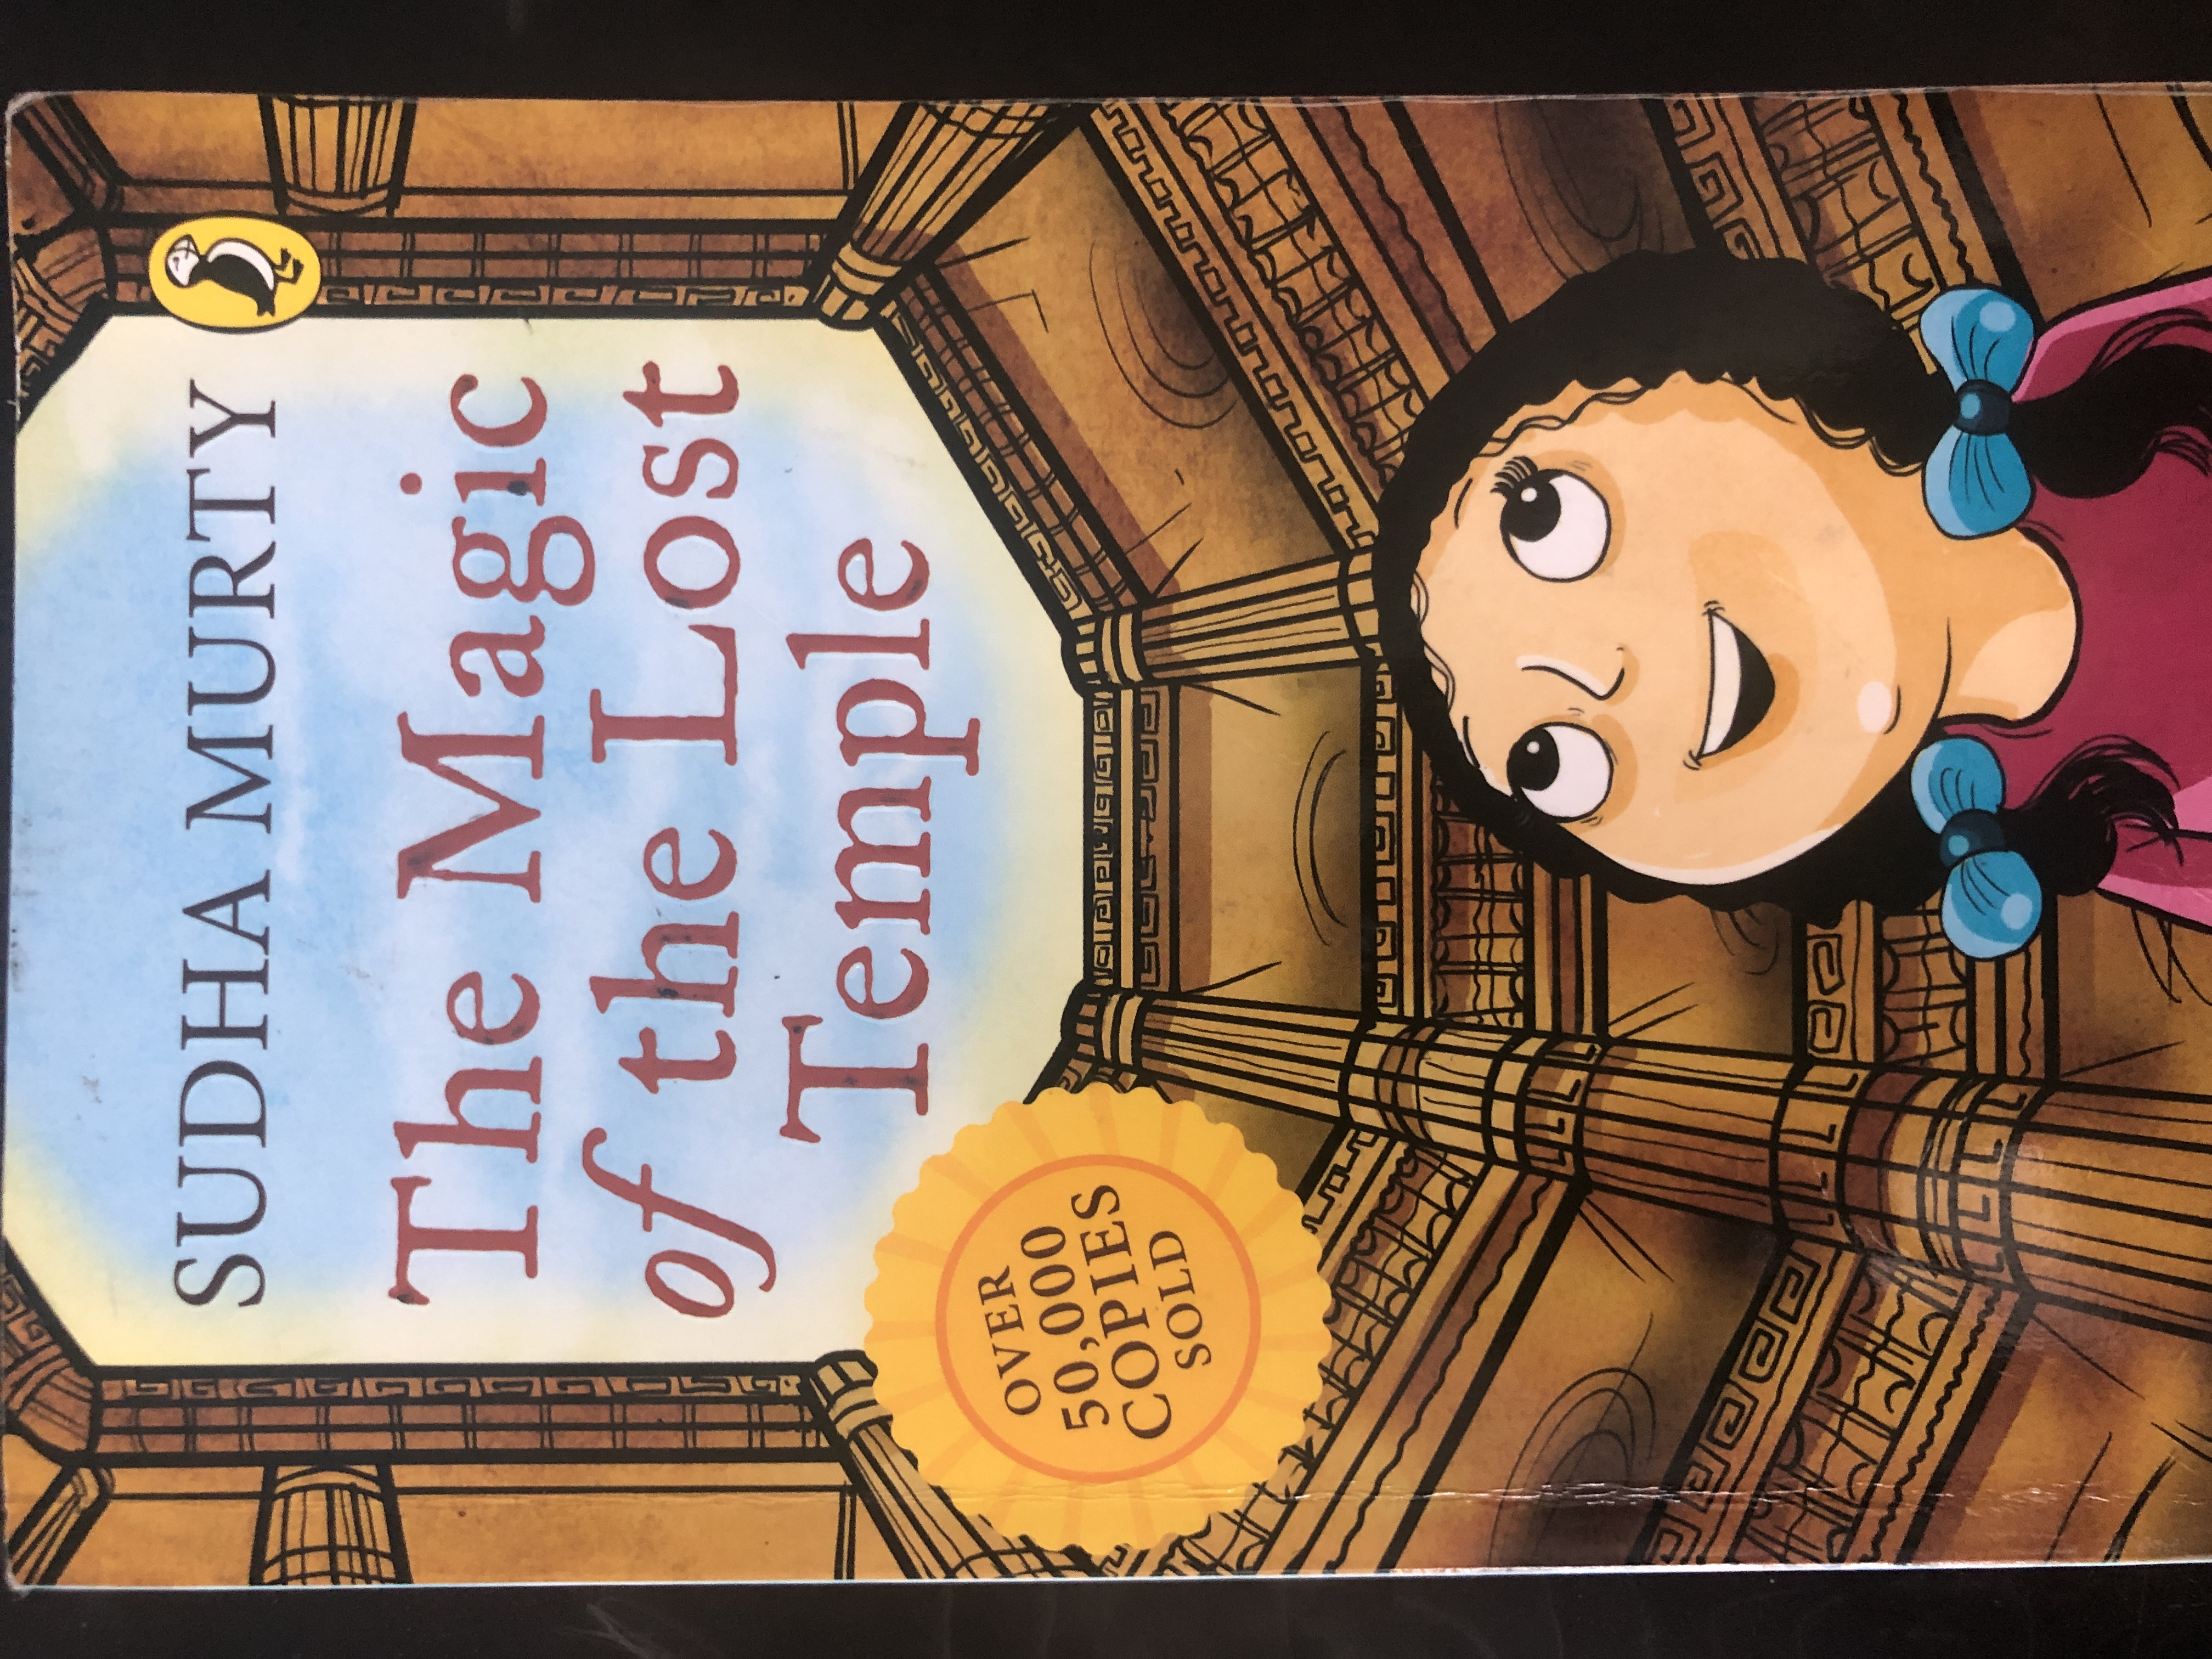 SUDHA MURTY
The Magic
of the Lost
Temple
OVER
50,000
COPIES
SOLD